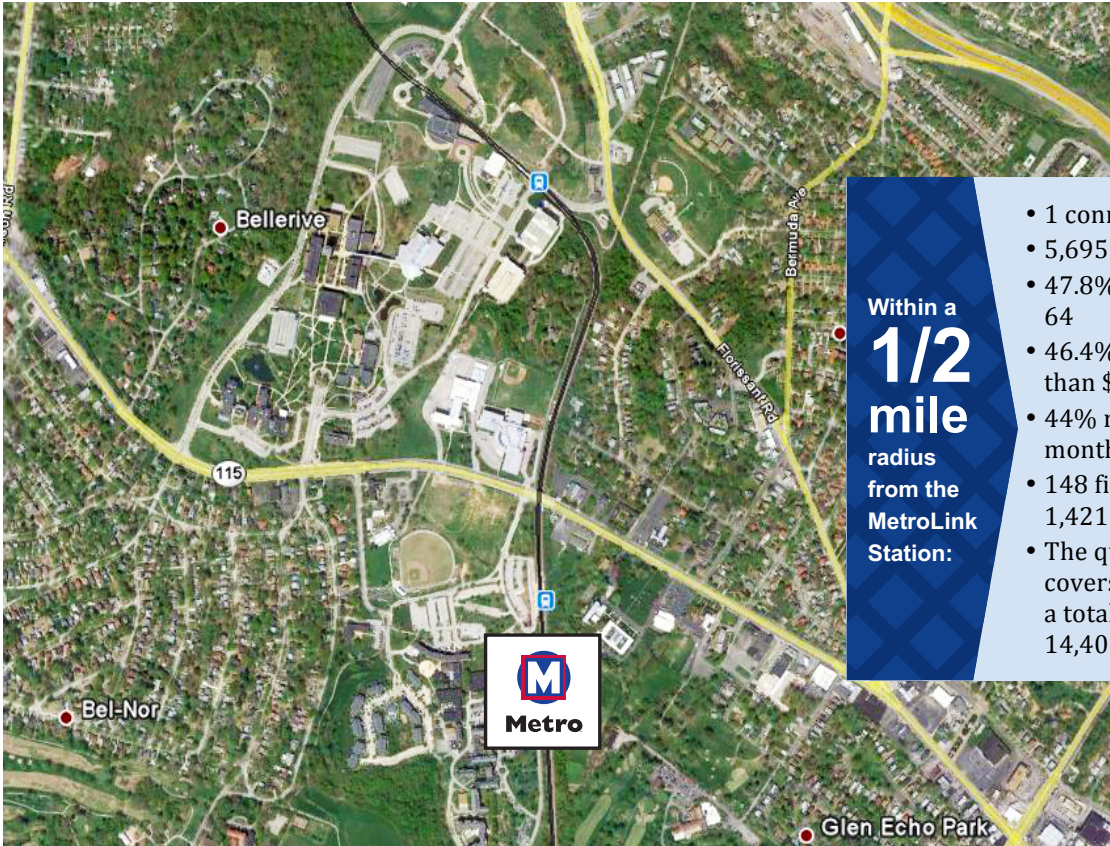 Bellerive
Bermuda Ave
Florissant Rd
115
Bel-Nor
M
Metro
Glen Echo Park
Within a
1/2
mile
radius
from the
MetroLink
Station:
• 1
• 5,695
• 47.8%
64
• 46.4%
than $
• 44%
month
• 148
1,421
• The
covers
a total
14,40